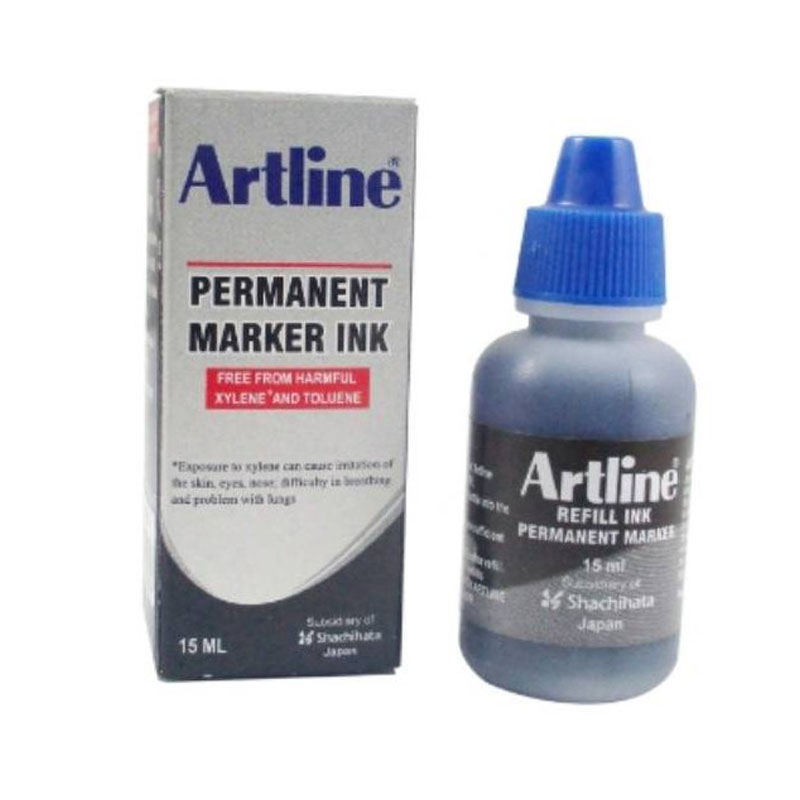 Artline®
PERMANENT
MARKER INK
FREE FROM HARMFUL
XYLENE* AND TOLUENE
*Exposure to xylene can cause irritation of
the skin, eyes, nose, difficulty in breathing
and problem with lungs
15 ML
Subsidiary of
Shachihata
Japan
Artline®
REFILL INK
PERMANENT MARKER
15 ml
Subsidiary of
Shachihata
Japan
into the